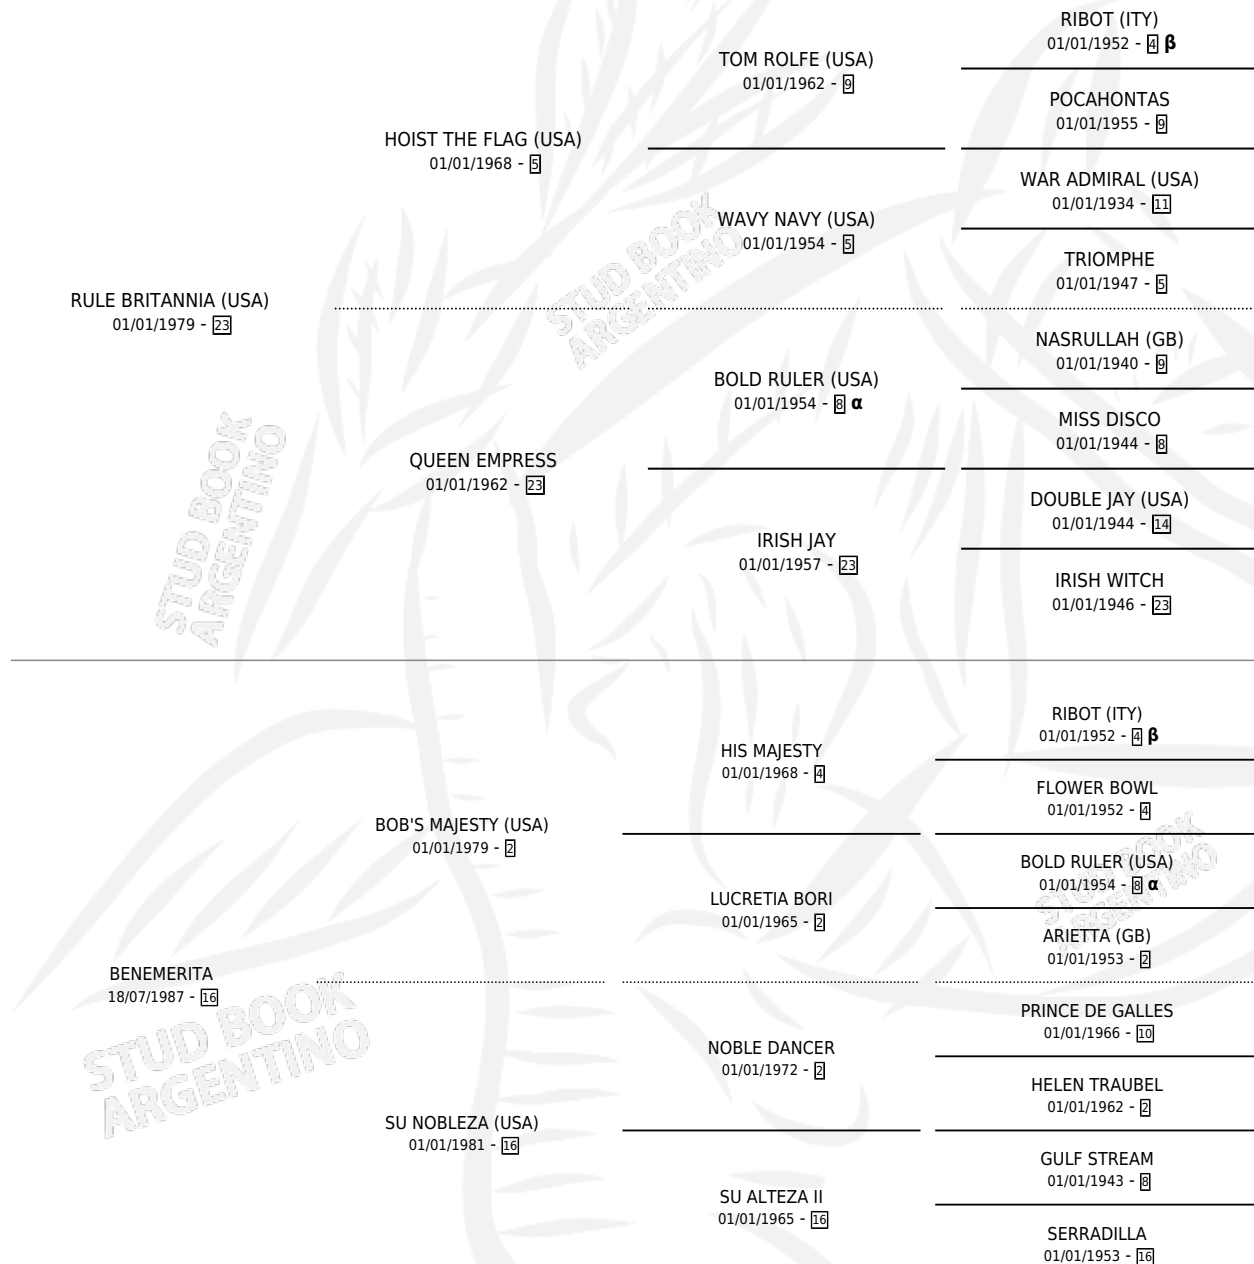 RIBOT (ITY)
01/01/1952 - 4 β
TOM ROLFE (USA)
01/01/1962 - 9
POCAHONTAS
01/01/1955 - 9
HOIST THE FLAG (USA)
01/01/1968 - 5
WAR ADMIRAL (USA)
01/01/1934 - 11
WAVY NAVY (USA)
01/01/1954 - 5
TRIOMPHE
01/01/1947 - 5
STUD BOOK
ARGENTINO
RULE BRITANNIA (USA)
01/01/1979 - 23
NASRULLAH (GB)
01/01/1940 - 9
BOLD RULER (USA)
01/01/1954 - 8 α
MISS DISCO
01/01/1944 - 8
QUEEN EMPRESS
01/01/1962 - 23
DOUBLE JAY (USA)
01/01/1944 - 14
IRISH JAY
01/01/1957 - 23
IRISH WITCH
01/01/1946 - 23
STUD BOOK
ARGENTINO
RIBOT (ITY)
01/01/1952 - 4 β
HIS MAJESTY
01/01/1968 - 4
FLOWER BOWL
01/01/1952 - 4
BOB'S MAJESTY (USA)
01/01/1979 - 2
BOLD RULER (USA)
01/01/1954 - 8 α
STUD BOOK
ARGENTINO
LUCRETIA BORI
01/01/1965 - 2
ARIETTA (GB)
01/01/1953 - 2
BENEMERITA
18/07/1987 - 16
STUD BOOK
ARGENTINO
PRINCE DE GALLES
01/01/1966 - 10
NOBLE DANCER
01/01/1972 - 2
HELEN TRAUBEL
01/01/1962 - 2
SU NOBLEZA (USA)
01/01/1981 - 16
GULF STREAM
01/01/1943 - 8
SU ALTEZA II
01/01/1965 - 16
SERRADILLA
01/01/1953 - 16